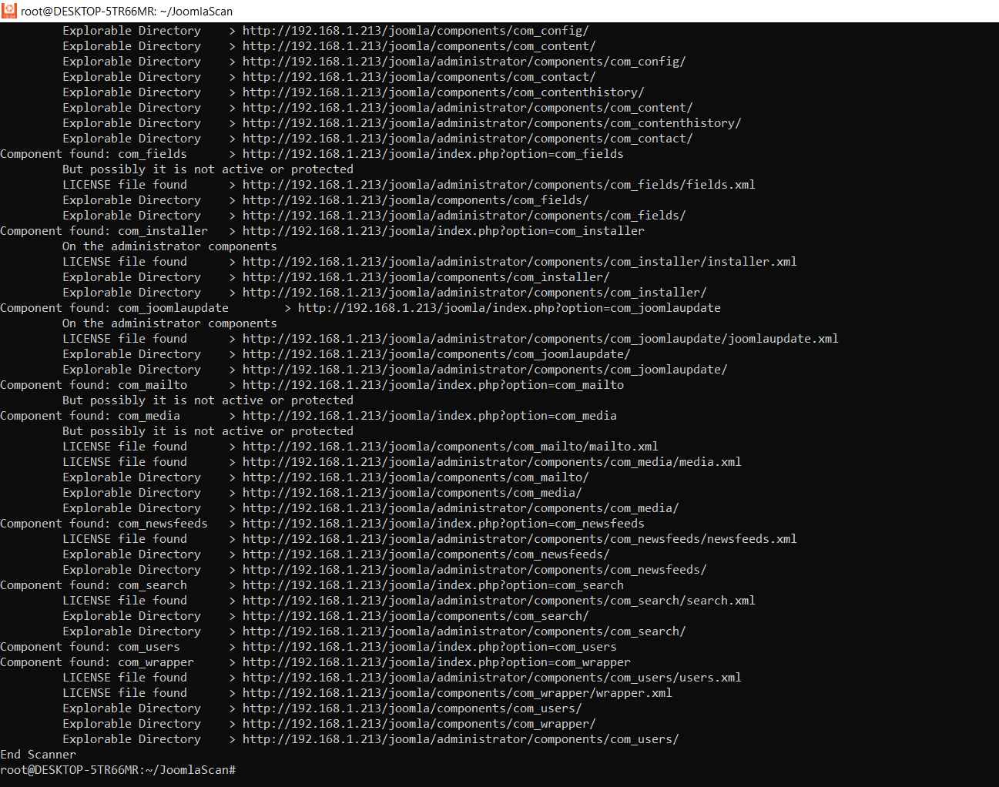 root@DESKTOP-5TR66MR: ~/JoomlaScan
Explorable Directory    > http://192.168.1.213/joomla/components/com_config/
Explorable Directory    > http://192.168.1.213/joomla/components/com_content/
Explorable Directory    > http://192.168.1.213/joomla/administrator/components/com_config/
Explorable Directory    > http://192.168.1.213/joomla/components/com_contact/
Explorable Directory    > http://192.168.1.213/joomla/components/com_contenthistory/
Explorable Directory    > http://192.168.1.213/joomla/administrator/components/com_content/
Explorable Directory    > http://192.168.1.213/joomla/administrator/components/com_contenthistory/
Explorable Directory    > http://192.168.1.213/joomla/administrator/components/com_contact/
Component found: com_fields      > http://192.168.1.213/joomla/index.php?option=com_fields
But possibly it is not active or protected
LICENSE file found      > http://192.168.1.213/joomla/administrator/components/com_fields/fields.xml
Explorable Directory    > http://192.168.1.213/joomla/components/com_fields/
Explorable Directory    > http://192.168.1.213/joomla/administrator/components/com_fields/
Component found: com_installer   > http://192.168.1.213/joomla/index.php?option=com_installer
On the administrator components
LICENSE file found      > http://192.168.1.213/joomla/administrator/components/com_installer/installer.xml
Explorable Directory    > http://192.168.1.213/joomla/components/com_installer/
Explorable Directory    > http://192.168.1.213/joomla/administrator/components/com_installer/
Component found: com_joomlaupdate        > http://192.168.1.213/joomla/index.php?option=com_joomlaupdate
On the administrator components
LICENSE file found      > http://192.168.1.213/joomla/administrator/components/com_joomlaupdate/joomlaupdate.xml
Explorable Directory    > http://192.168.1.213/joomla/components/com_joomlaupdate/
Explorable Directory    > http://192.168.1.213/joomla/administrator/components/com_joomlaupdate/
Component found: com_mailto      > http://192.168.1.213/joomla/index.php?option=com_mailto
But possibly it is not active or protected
Component found: com_media       > http://192.168.1.213/joomla/index.php?option=com_media
But possibly it is not active or protected
LICENSE file found      > http://192.168.1.213/joomla/components/com_mailto/mailto.xml
LICENSE file found      > http://192.168.1.213/joomla/administrator/components/com_media/media.xml
Explorable Directory    > http://192.168.1.213/joomla/components/com_mailto/
Explorable Directory    > http://192.168.1.213/joomla/components/com_media/
Explorable Directory    > http://192.168.1.213/joomla/administrator/components/com_media/
Component found: com_newsfeeds   > http://192.168.1.213/joomla/index.php?option=com_newsfeeds
LICENSE file found      > http://192.168.1.213/joomla/administrator/components/com_newsfeeds/newsfeeds.xml
Explorable Directory    > http://192.168.1.213/joomla/components/com_newsfeeds/
Explorable Directory    > http://192.168.1.213/joomla/administrator/components/com_newsfeeds/
Component found: com_search      > http://192.168.1.213/joomla/index.php?option=com_search
LICENSE file found      > http://192.168.1.213/joomla/administrator/components/com_search/search.xml
Explorable Directory    > http://192.168.1.213/joomla/components/com_search/
Explorable Directory    > http://192.168.1.213/joomla/administrator/components/com_search/
Component found: com_users       > http://192.168.1.213/joomla/index.php?option=com_users
Component found: com_wrapper     > http://192.168.1.213/joomla/index.php?option=com_wrapper
LICENSE file found      > http://192.168.1.213/joomla/administrator/components/com_users/users.xml
LICENSE file found      > http://192.168.1.213/joomla/components/com_wrapper/wrapper.xml
Explorable Directory    > http://192.168.1.213/joomla/components/com_users/
Explorable Directory    > http://192.168.1.213/joomla/components/com_wrapper/
Explorable Directory    > http://192.168.1.213/joomla/administrator/components/com_users/
End Scanner
root@DESKTOP-5TR66MR:~/JoomlaScan#